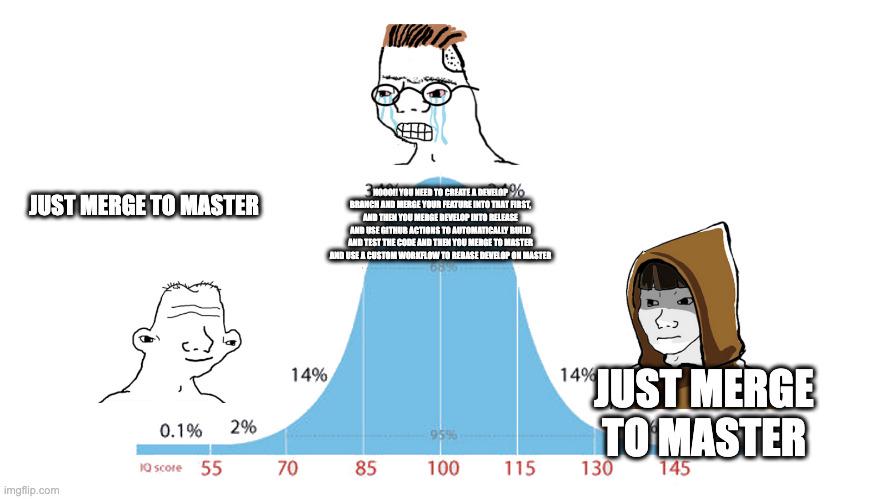 JUST MERGE TO MASTER
NOOO!! YOU NEED TO CREATE A DEVELOP
BRANCH AND MERGE YOUR FEATURE INTO THAT FIRST,
AND THEN YOU MERGE DEVELOP INTO RELEASE
AND USE GITHUB ACTIONS TO AUTOMATICALLY BUILD
AND TEST THE CODE AND THEN YOU MERGE TO MASTER
AND USE A CUSTOM WORKFLOW TO REBASE DEVELOP ON MASTER
68%
14%
14%
JUST MERGE
TO MASTER
0.1%
2%
95%
IQ score
55
70
85
100
115
130
145
imgflip.com